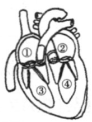 ① ②
③ ④